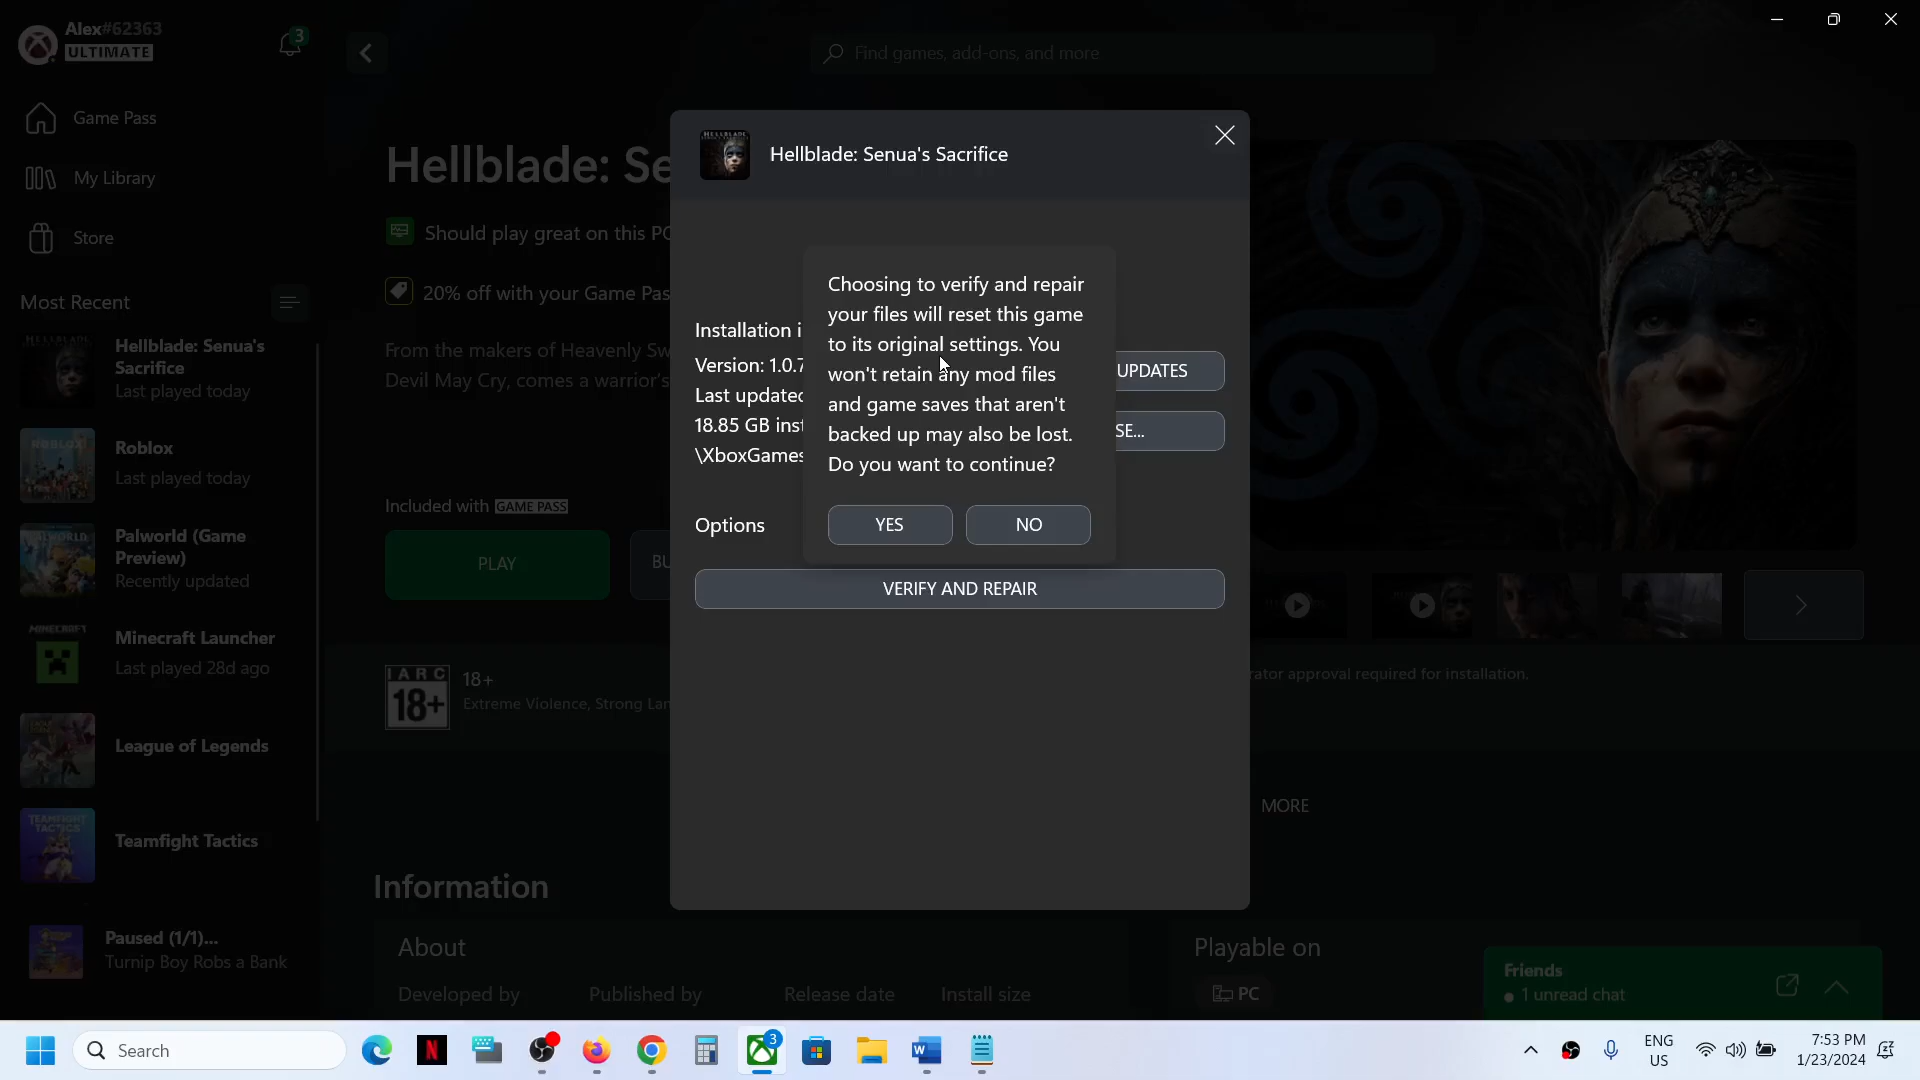 Alex#62363
ULTIMATE
3
Find games, add-ons, and more
Game Pass
My Library
Store
Most Recent
Hellblade: Senua's
Sacrifice
Last played today
Roblox
Last played today
Palworld (Game
Preview)
Recently updated
Minecraft Launcher
Last played 28d ago
League of Legends
Teamfight Tactics
Paused (1/1)...
Turnip Boy Robs a Bank
Hellblade: Se
Should play great on this PC
20% off with your Game Pas
From the makers of Heavenly Sw
Devil May Cry, comes a warrior's
Included with GAME PASS
PLAY
BU
IARC
18+
18+
Extreme Violence, Strong Lan
rator approval required for installation.
MORE
Information
About
Developed by
Published by
Release date
Install size
Playable on
PC
Friends
1 unread chat
HELLBLADE
Hellblade: Senua's Sacrifice
Installation i
Version: 1.0.7
Last updated
18.85 GB inst
\XboxGames
UPDATES
SE...
Options
VERIFY AND REPAIR
Choosing to verify and repair
your files will reset this game
to its original settings. You
won't retain any mod files
and game saves that aren't
backed up may also be lost.
Do you want to continue?
YES
NO
Search
3
ENG
US
7:53 PM
1/23/2024